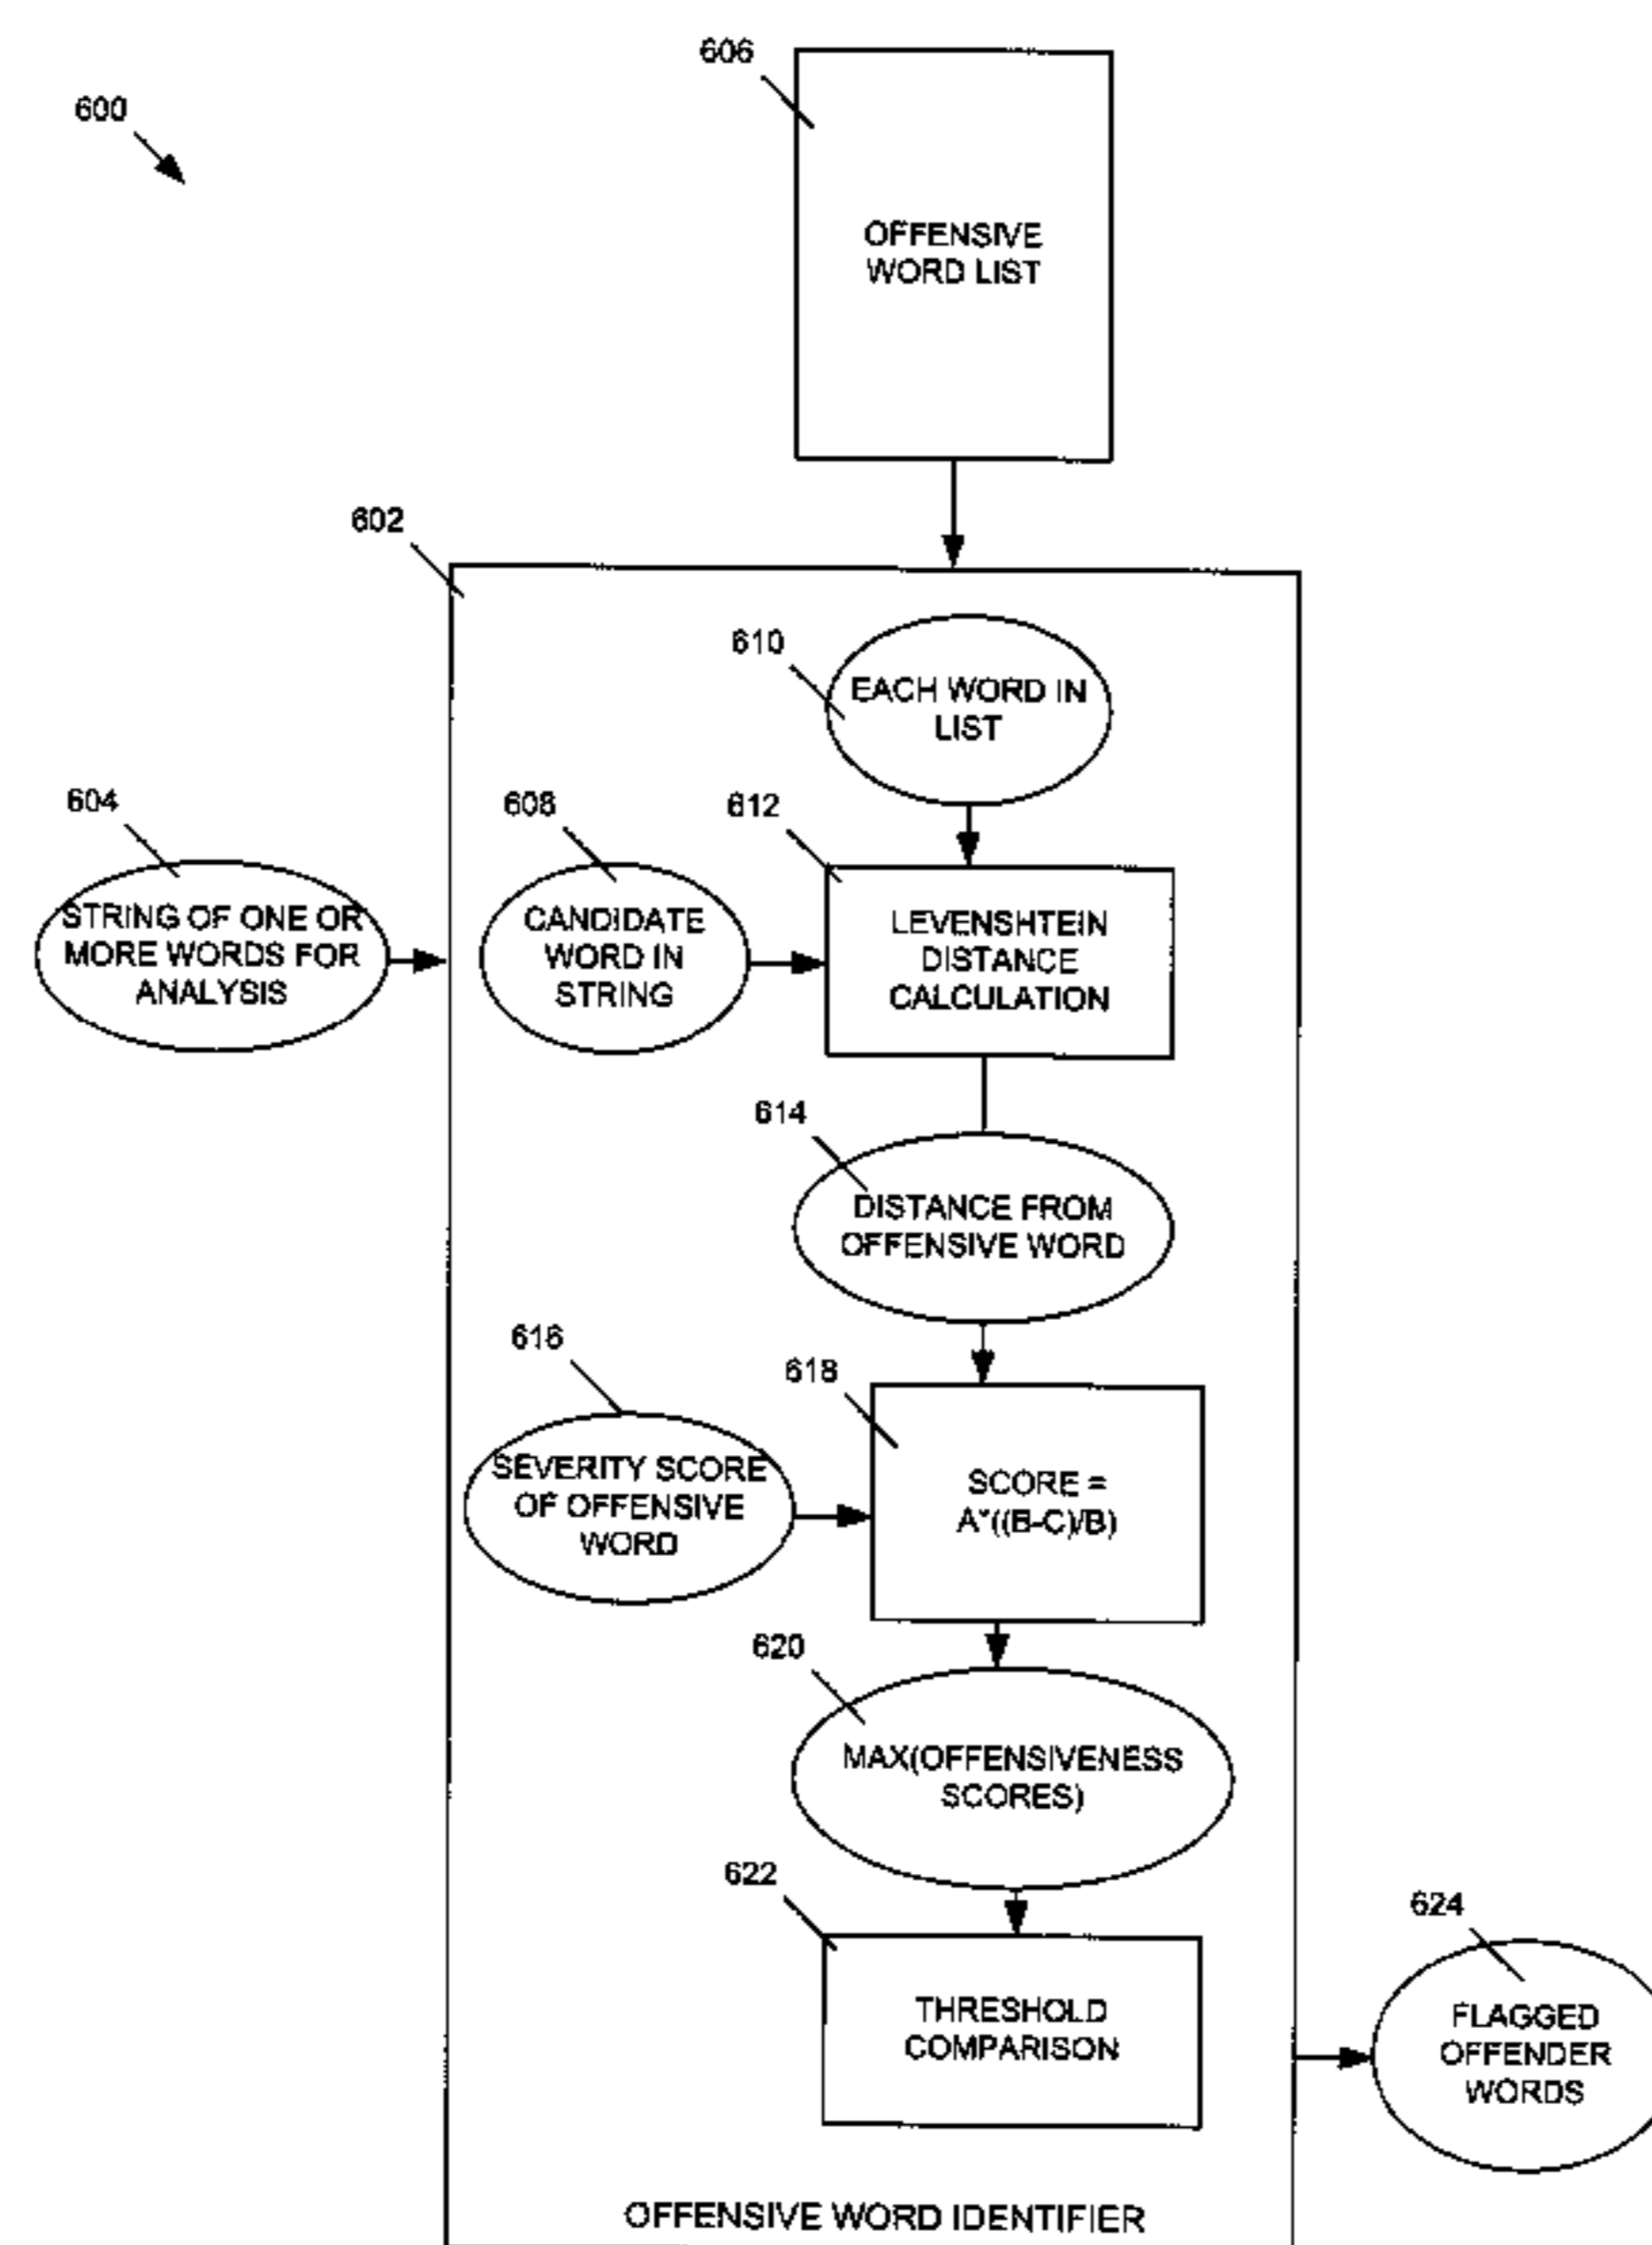 606
600
OFFENSIVE
WORD LIST
602
610
EACH WORD IN
LIST
604
608
612
STRING OF ONE OR
MORE WORDS FOR
ANALYSIS
CANDIDATE
WORD IN
STRING
LEVENSHTEIN
DISTANCE
CALCULATION
614
DISTANCE FROM
OFFENSIVE WORD
616
618
SEVERITY SCORE
OF OFFENSIVE
WORD
SCORE =
A*((B-C)/B)
620
MAX(OFFENSIVENESS
SCORES)
622
624
THRESHOLD
COMPARISON
FLAGGED
OFFENDER
WORDS
OFFENSIVE WORD IDENTIFIER